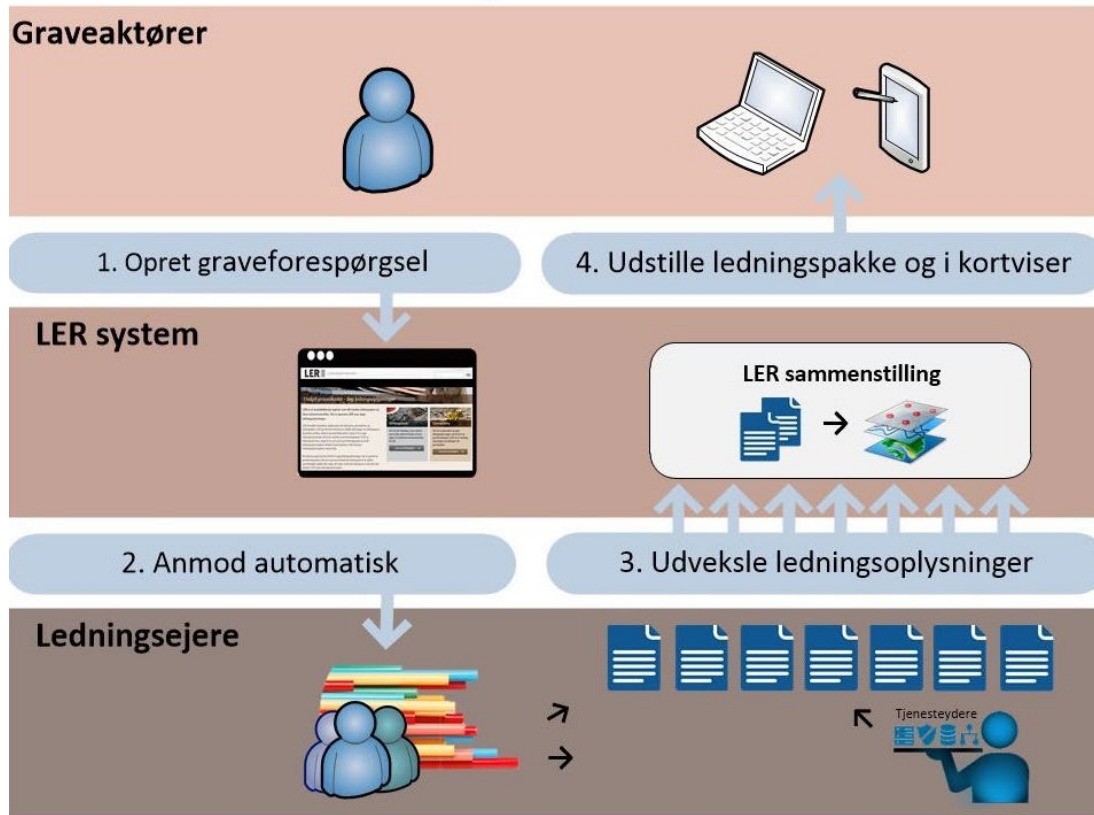 Graveaktører
1. Opret graveforespørgsel
4. Udstille ledningspakke og i kortviser
LER system
LER
LER sammenstilling
2. Anmod automatisk
3. Udveksle ledningsoplysninger
Ledningsejere
Tjenesteydere